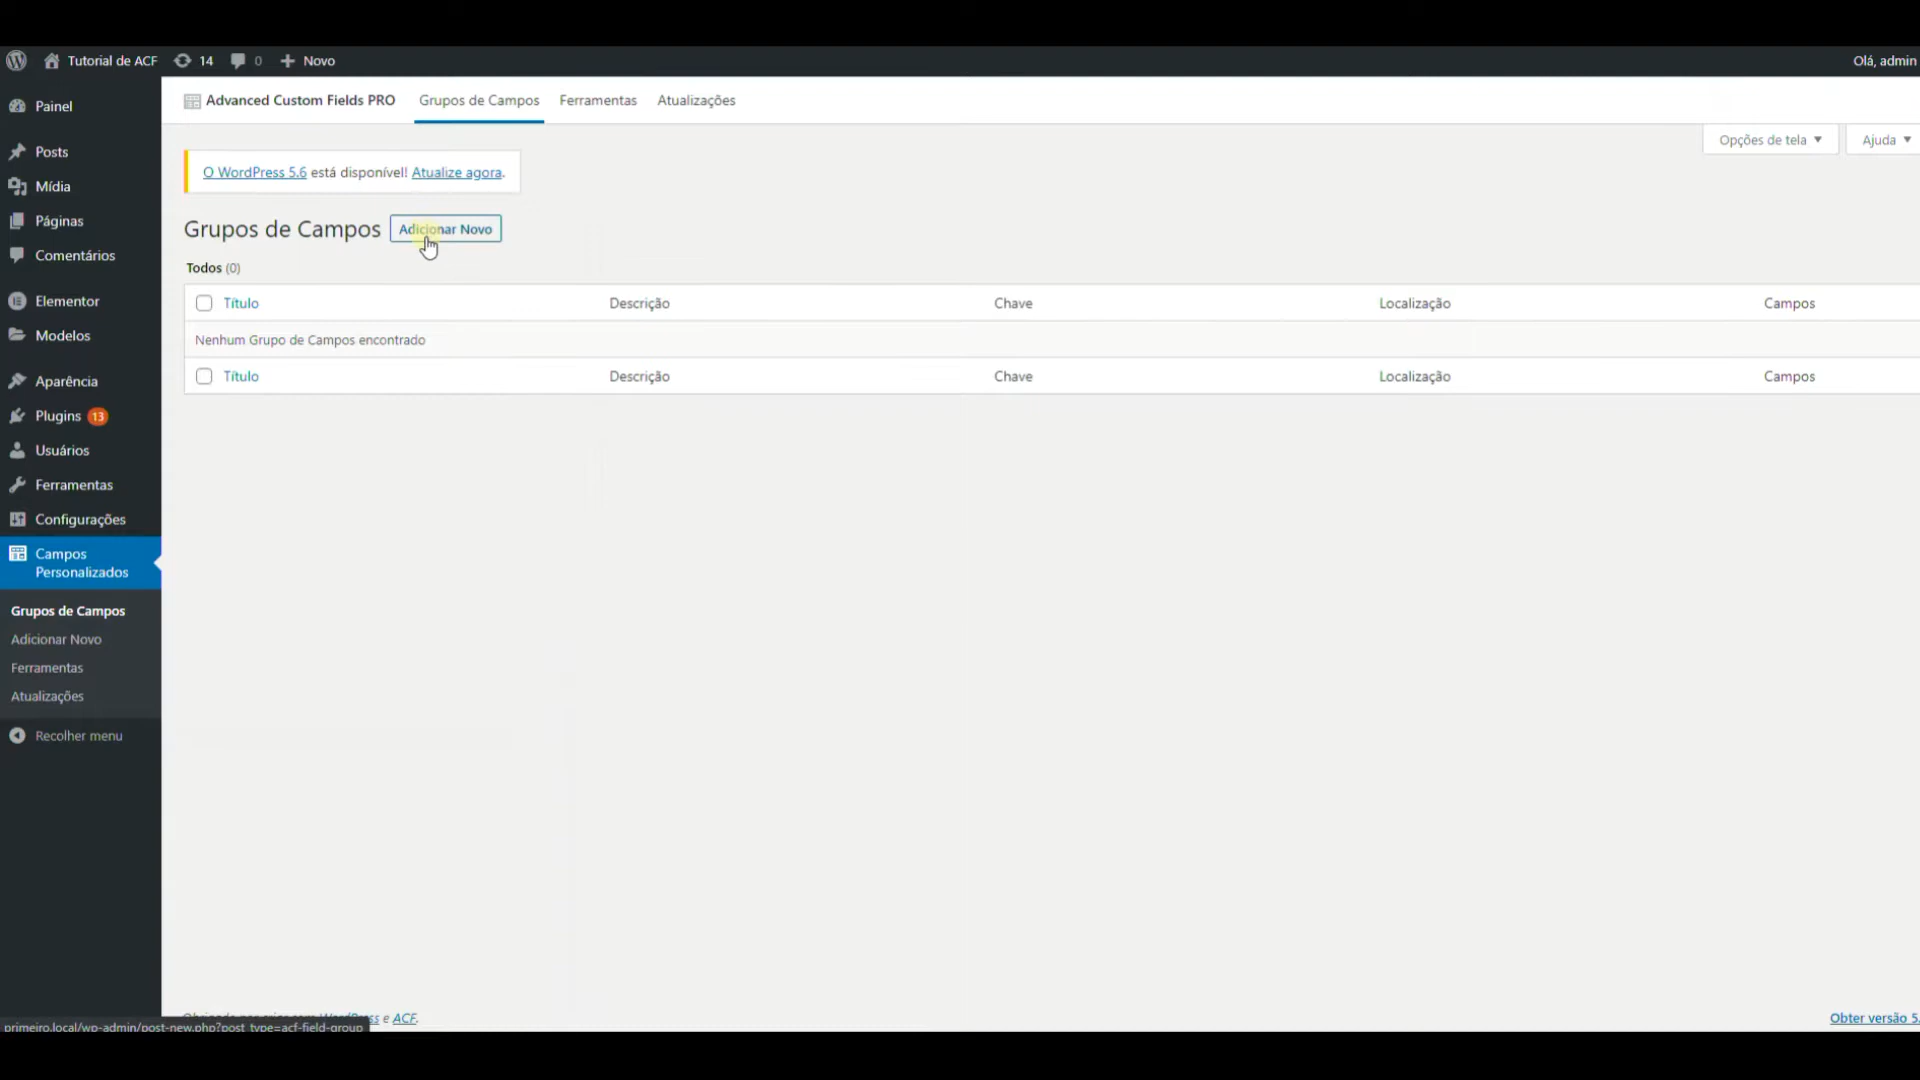 Tutorial de ACF 14 0 Novo Olá, admin
Painel
Posts
Mídia
Páginas
Comentários
Elementor
Modelos
Aparência
Plugins 13
Usuários
Ferramentas
Configurações
Campos
Personalizados
Grupos de Campos
Adicionar Novo
Ferramentas
Atualizações
Recolher menu
Advanced Custom Fields PRO Grupos de Campos Ferramentas Atualizações
Opções de tela Ajuda
O WordPress 5.6 está disponível! Atualize agora.
Grupos de Campos Adicionar Novo
Todos (0)
Título Descrição Chave Localização Campos
Nenhum Grupo de Campos encontrado
Título Descrição Chave Localização Campos
e ACF.
Obter versão 5.
primeiro.local/wp-admin/post-new.php?post_type=acf-field-group